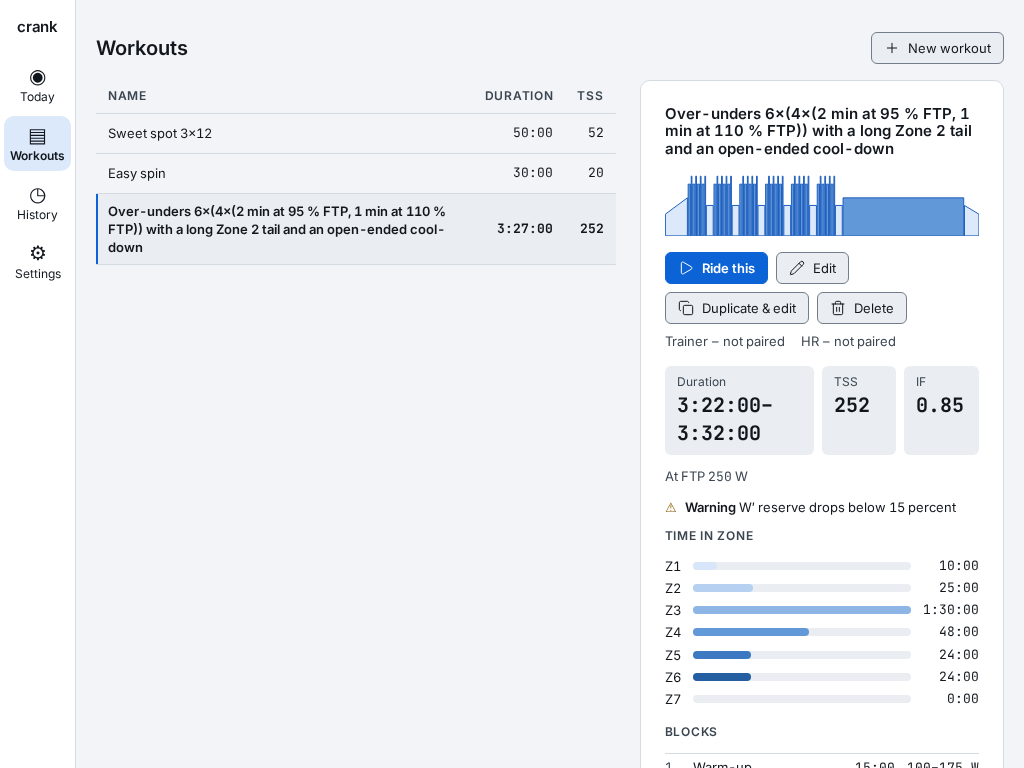 crank
Today
Workouts
History
Settings
Workouts
New workout
NAME DURATION TSS
Sweet spot 3×12 50:00 52
Easy spin 30:00 20
Over-unders 6×(4×(2 min at 95 % FTP, 1 min at 110 %
FTP)) with a long Zone 2 tail and an open-ended cool-
down
3:27:00 252
Over-unders 6×(4×(2 min at 95 % FTP, 1
min at 110 % FTP)) with a long Zone 2 tail
and an open-ended cool-down
Ride this
Edit
Duplicate & edit
Delete
Trainer – not paired HR – not paired
Duration
3:22:00–
3:32:00
TSS
252
IF
0.85
At FTP 250 W
⚠ Warning W′ reserve drops below 15 percent
TIME IN ZONE
Z1 10:00
Z2 25:00
Z3 1:30:00
Z4 48:00
Z5 24:00
Z6 24:00
Z7 0:00
BLOCKS
1 Warm-up 15:00 100–175 W